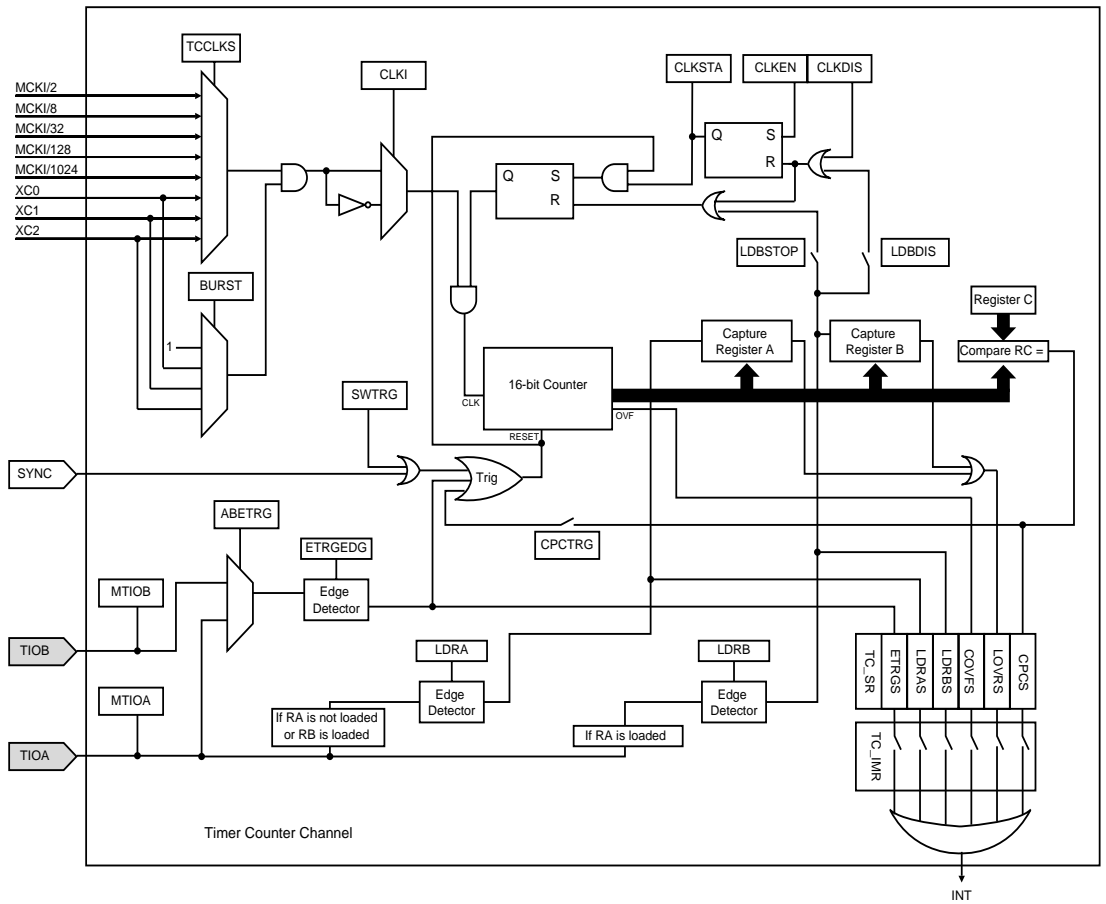 TCCLKS
MCKI/2
MCKI/8
MCKI/32
MCKI/128
MCKI/1024
XC0
XC1
XC2
CLKI
CLKSTA
CLKEN
CLKDIS
Q
S
R
Q
S
R
BURST
1
LDBSTOP
LDBDIS
Register C
Capture
Register A
Capture
Register B
Compare RC =
16-bit Counter
CLK
OVF
RESET
SWTRG
SYNC
Trig
ABETRG
CPCTRG
ETRGEDG
Edge
Detector
MTIOB
TIOB
MTIOA
TIOA
LDRA
Edge
Detector
If RA is not loaded
or RB is loaded
LDRB
Edge
Detector
If RA is loaded
TC_SR
ETRGS
LDRAS
LDRBS
COVFS
LOVRS
CPCS
TC_IMR
Timer Counter Channel
INT